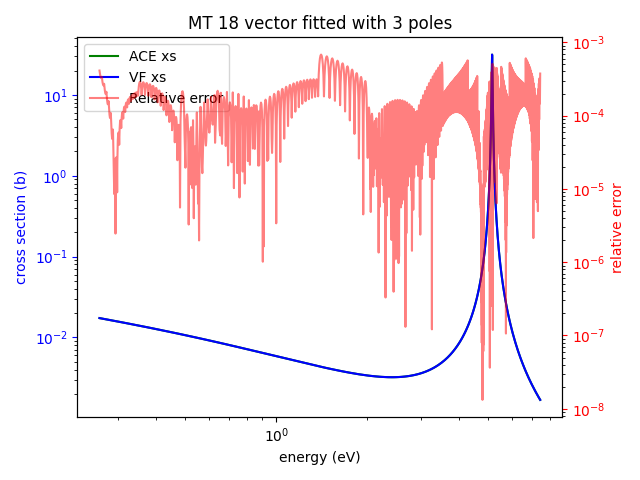 MT 18 vector fitted with 3 poles
ACE xs
VF xs
Relative error
cross section (b)
10¹
10⁰
10⁻¹
10⁻²
10⁻³
10⁻⁴
10⁻⁵
10⁻⁶
10⁻⁷
10⁻⁸
relative error
10⁰
energy (eV)